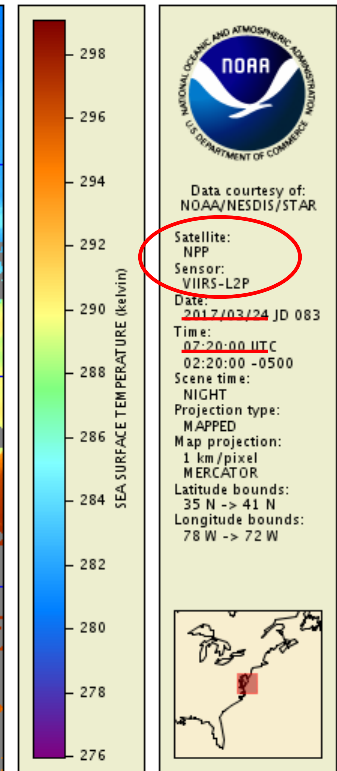 298
296
294
292
290
288
286
284
282
280
278
276
SEA SURFACE TEMPERATURE (kelvin)
NATIONAL OCEANIC AND ATMOSPHERIC ADMINISTRATION
NOAA
U.S. DEPARTMENT OF COMMERCE
Data courtesy of:
NOAA/NESDIS/STAR
Satellite:
NPP
Sensor:
VIIRS-L2P
Date:
2017/03/24 JD 083
Time:
07:20:00 UTC
02:20:00 -0500
Scene time:
NIGHT
Projection type:
MAPPED
Map projection:
1 km/pixel
MERCATOR
Latitude bounds:
35 N -> 41 N
Longitude bounds:
78 W -> 72 W